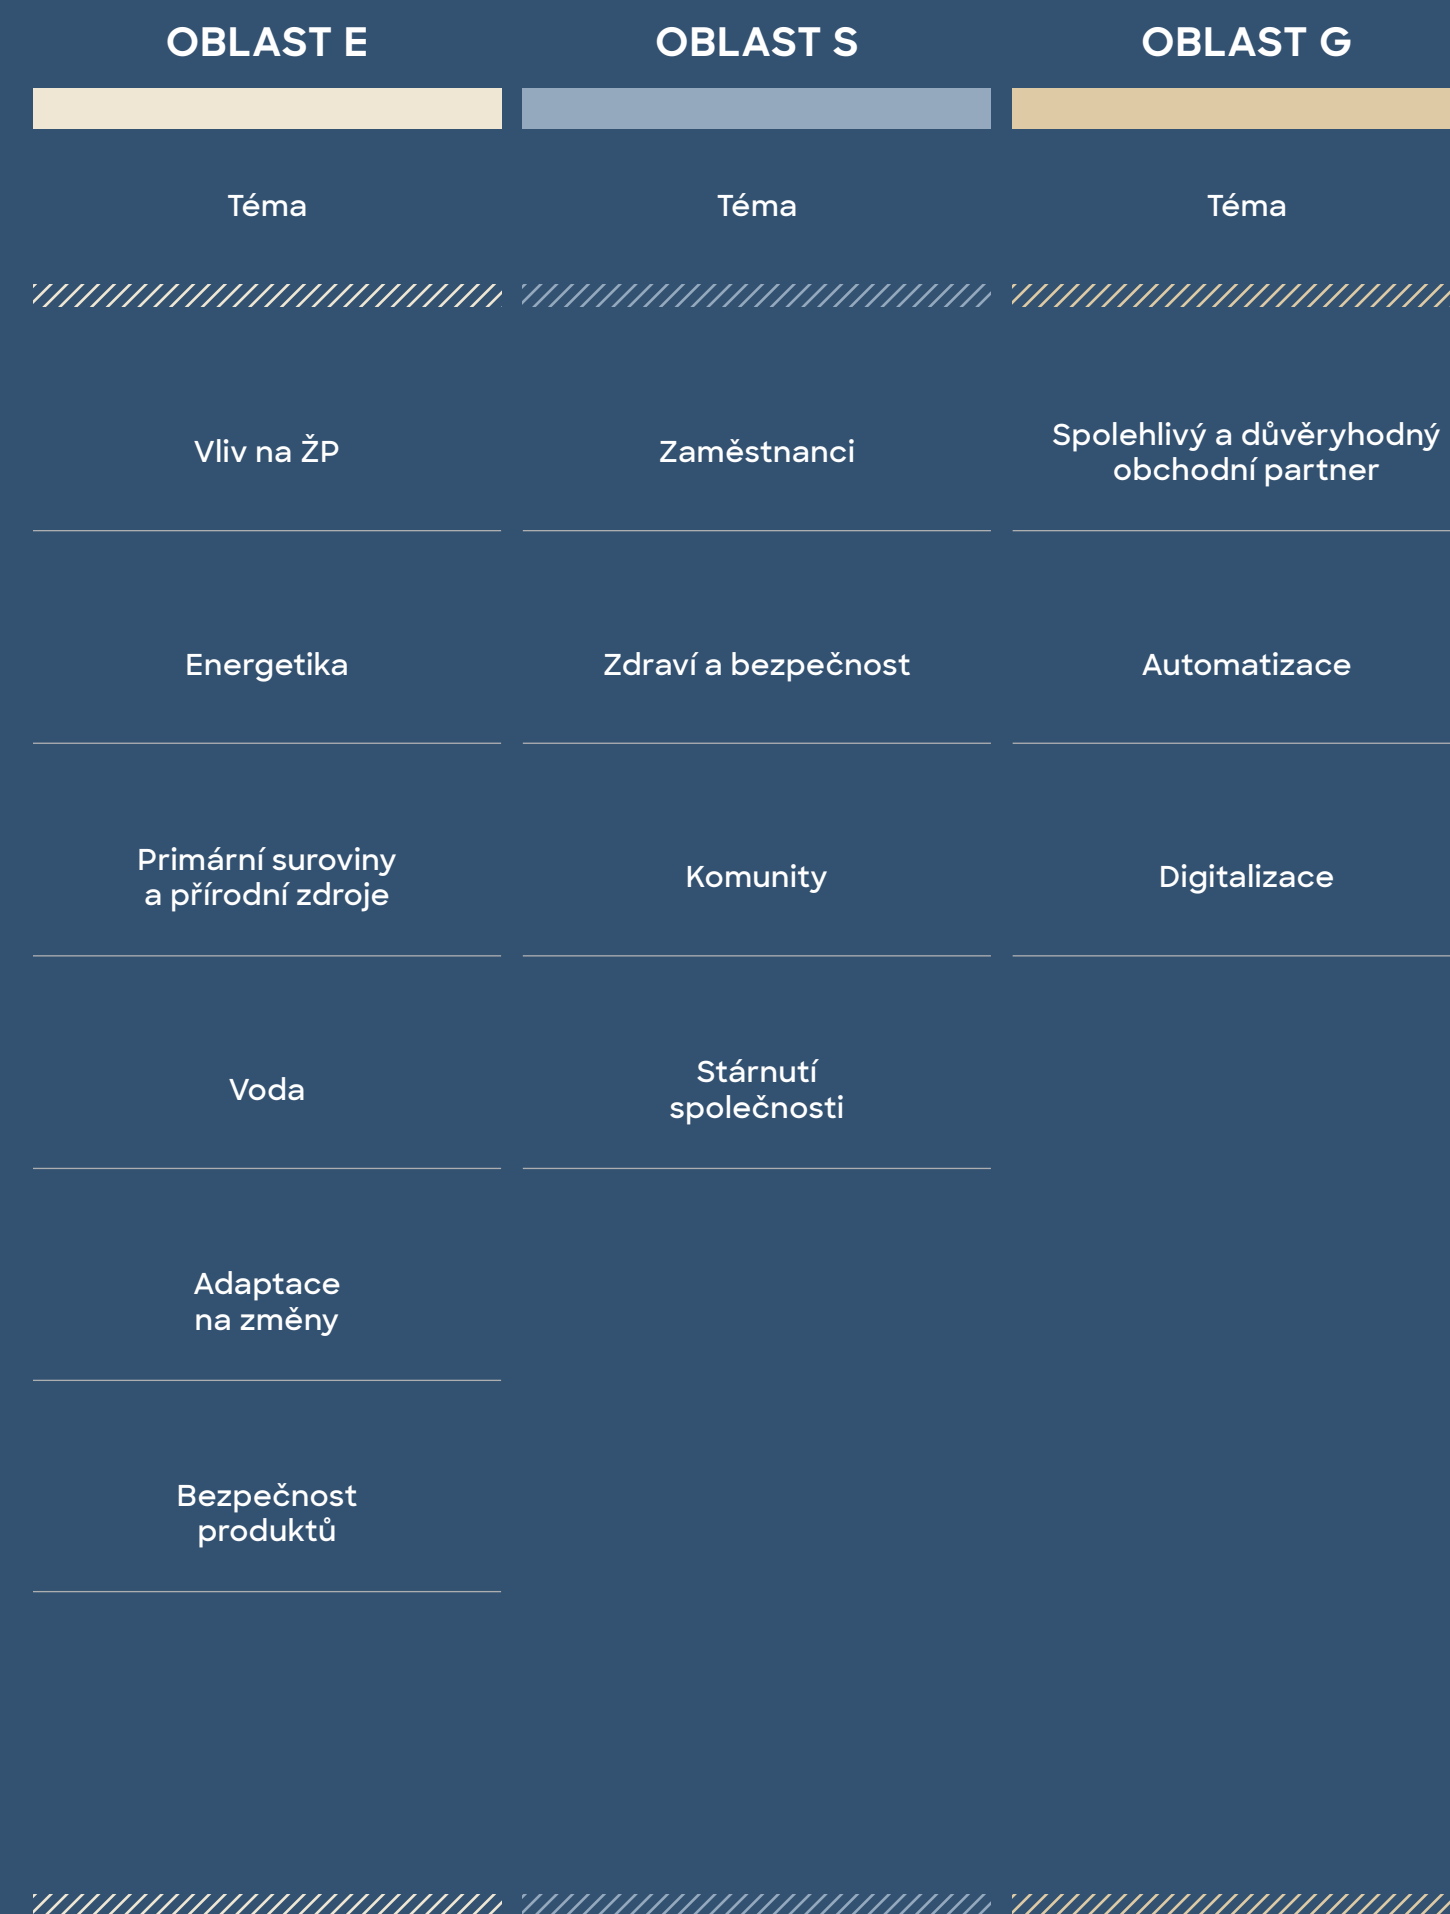 OBLAST E
OBLAST S
OBLAST G
Téma
Téma
Téma
Vliv na ŽP
Zaměstnanci
Spolehlivý a důvěryhodný
obchodní partner
Energetika
Zdraví a bezpečnost
Automatizace
Primární suroviny
a přírodní zdroje
Komunity
Digitalizace
Voda
Stárnutí
společnosti
Adaptace
na změny
Bezpečnost
produktů